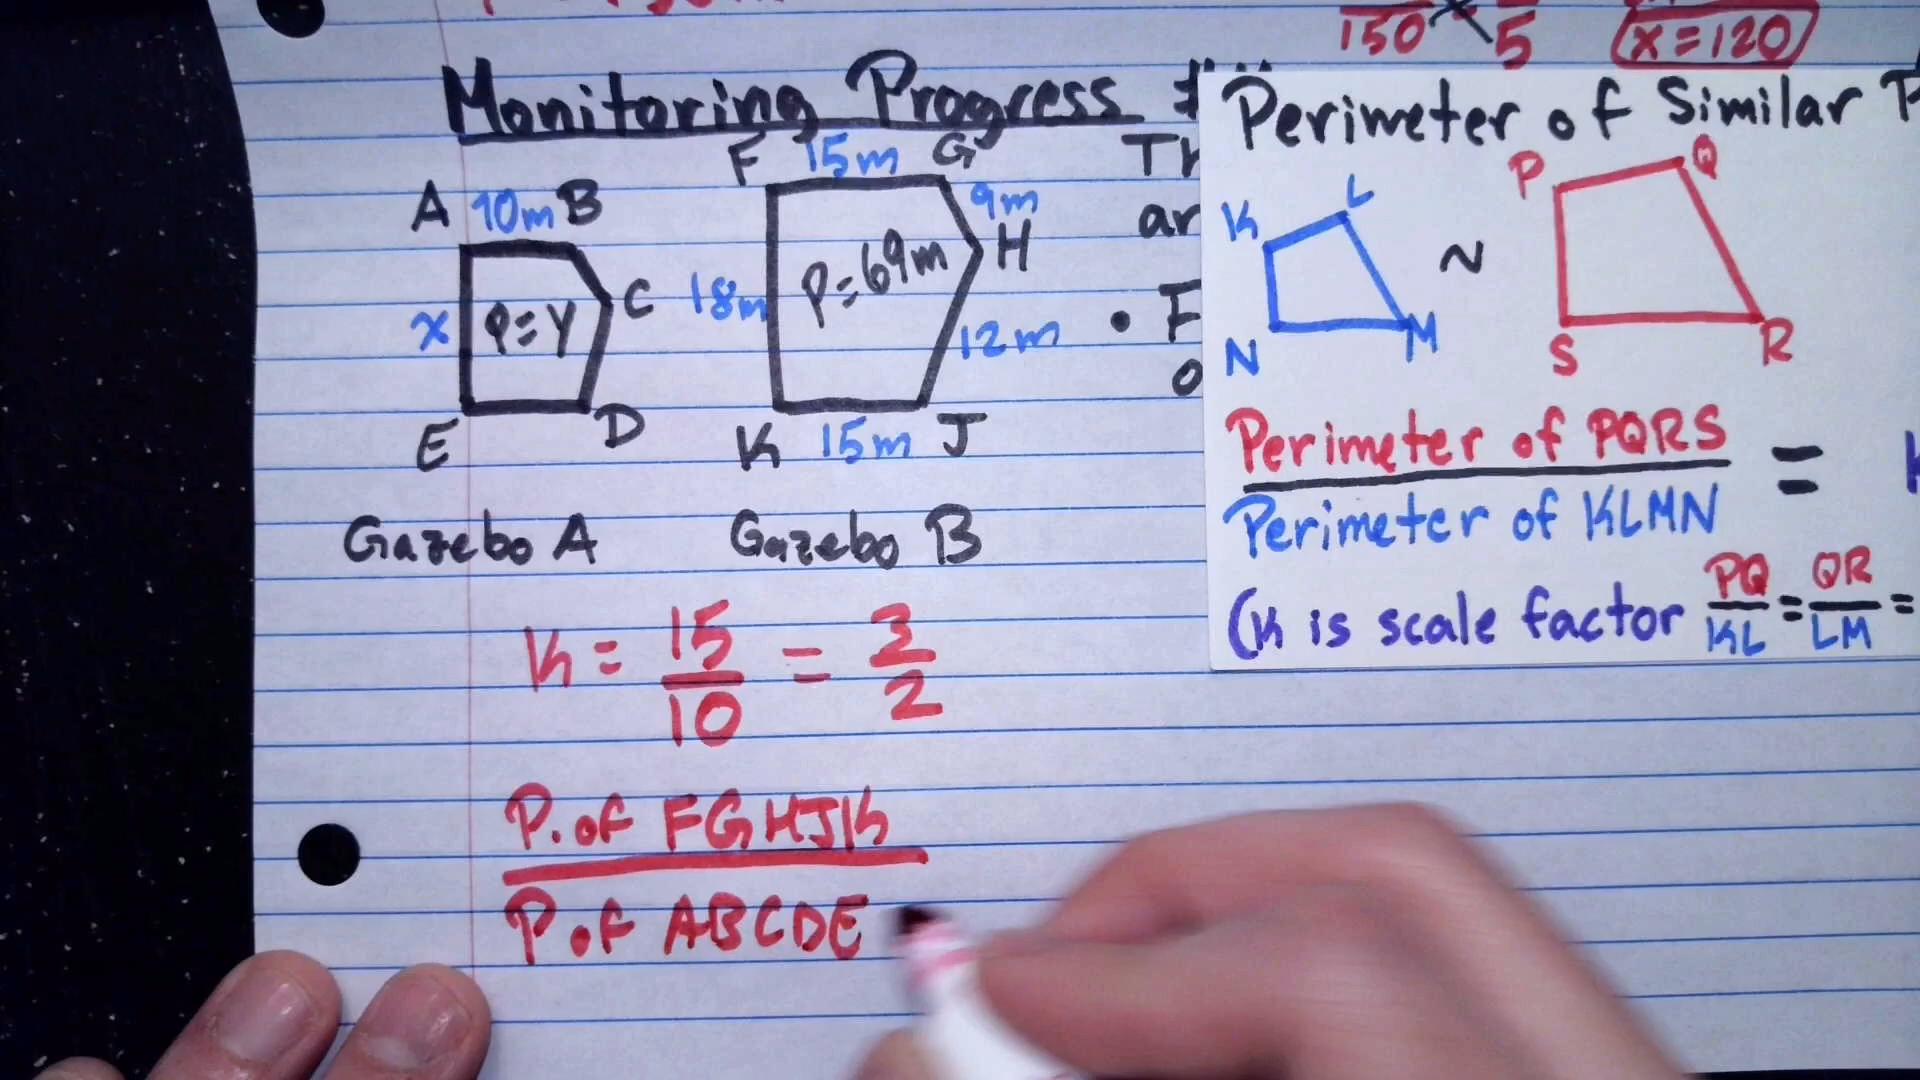 150 5 x=120
Monitoring Progress
A 10m B
x P=Y C
E D
Gazebo A
F 15m G
9m
H
18m P=69m
12m
K 15m J
Gazebo B
Th
ar
• F
o
K = 15/10 = 3/2
P. of FGHJK
P of ABCDE
Perimeter of Similar P
K L
N M
~
P Q
S R
Perimeter of PQRS
=
Perimeter of KLMN
(K is scale factor PQ/KL = QR/LM =